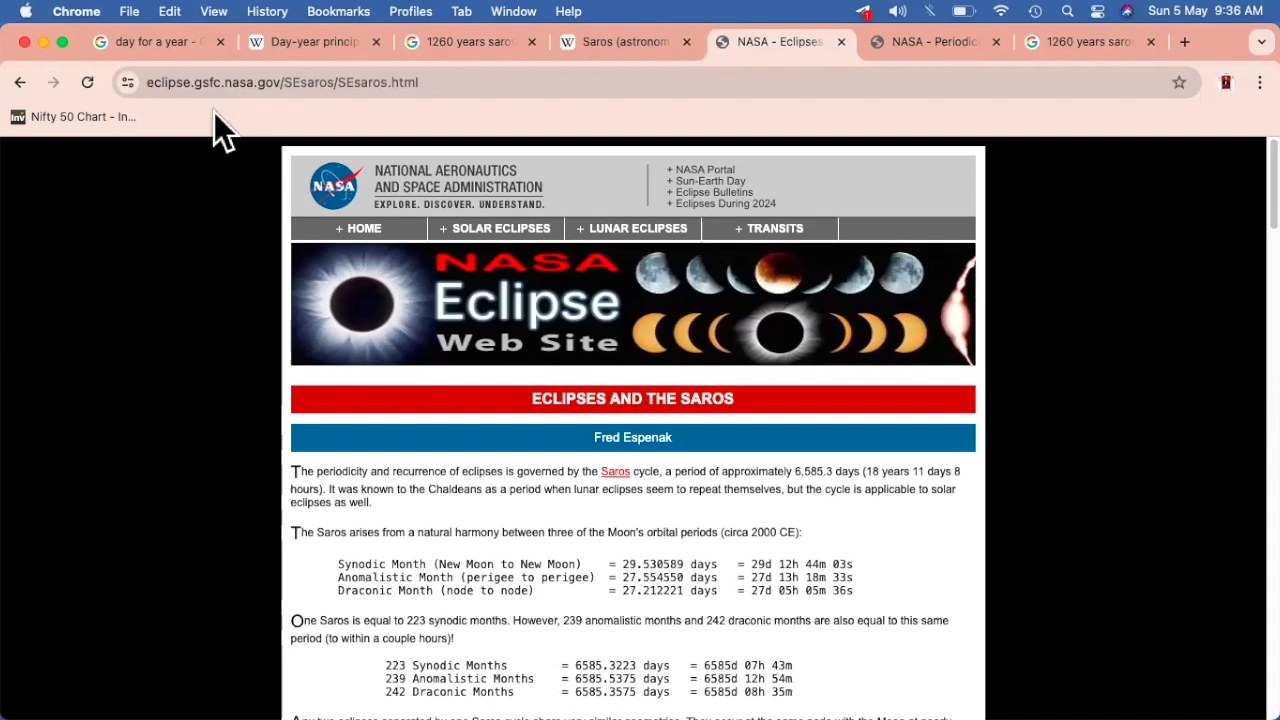 Chrome File Edit View History Bookmarks Profiles Tab Window Help 1 Sun 5 May 9:36 AM
day for a year - Day-year princip 1260 years saros Saros (astronom NASA - Eclipses NASA - Periodic 1260 years saros
eclipse.gsfc.nasa.gov/SEsaros/SEsaros.html
Inv Nifty 50 Chart - In...
NASA
NATIONAL AERONAUTICS
AND SPACE ADMINISTRATION
EXPLORE. DISCOVER. UNDERSTAND.
+ NASA Portal
+ Sun-Earth Day
+ Eclipse Bulletins
+ Eclipses During 2024
+ HOME + SOLAR ECLIPSES + LUNAR ECLIPSES + TRANSITS
NASA
Eclipse
Web Site
ECLIPSES AND THE SAROS
Fred Espenak
The periodicity and recurrence of eclipses is governed by the Saros cycle, a period of approximately 6,585.3 days (18 years 11 days 8
hours). It was known to the Chaldeans as a period when lunar eclipses seem to repeat themselves, but the cycle is applicable to solar
eclipses as well.
The Saros arises from a natural harmony between three of the Moon's orbital periods (circa 2000 CE):
Synodic Month (New Moon to New Moon) = 29.530589 days = 29d 12h 44m 03s
Anomalistic Month (perigee to perigee) = 27.554550 days = 27d 13h 18m 33s
Draconic Month (node to node) = 27.212221 days = 27d 05h 05m 36s
One Saros is equal to 223 synodic months. However, 239 anomalistic months and 242 draconic months are also equal to this same
period (to within a couple hours)!
223 Synodic Months = 6585.3223 days = 6585d 07h 43m
239 Anomalistic Months = 6585.5375 days = 6585d 12h 54m
242 Draconic Months = 6585.3575 days = 6585d 08h 35m